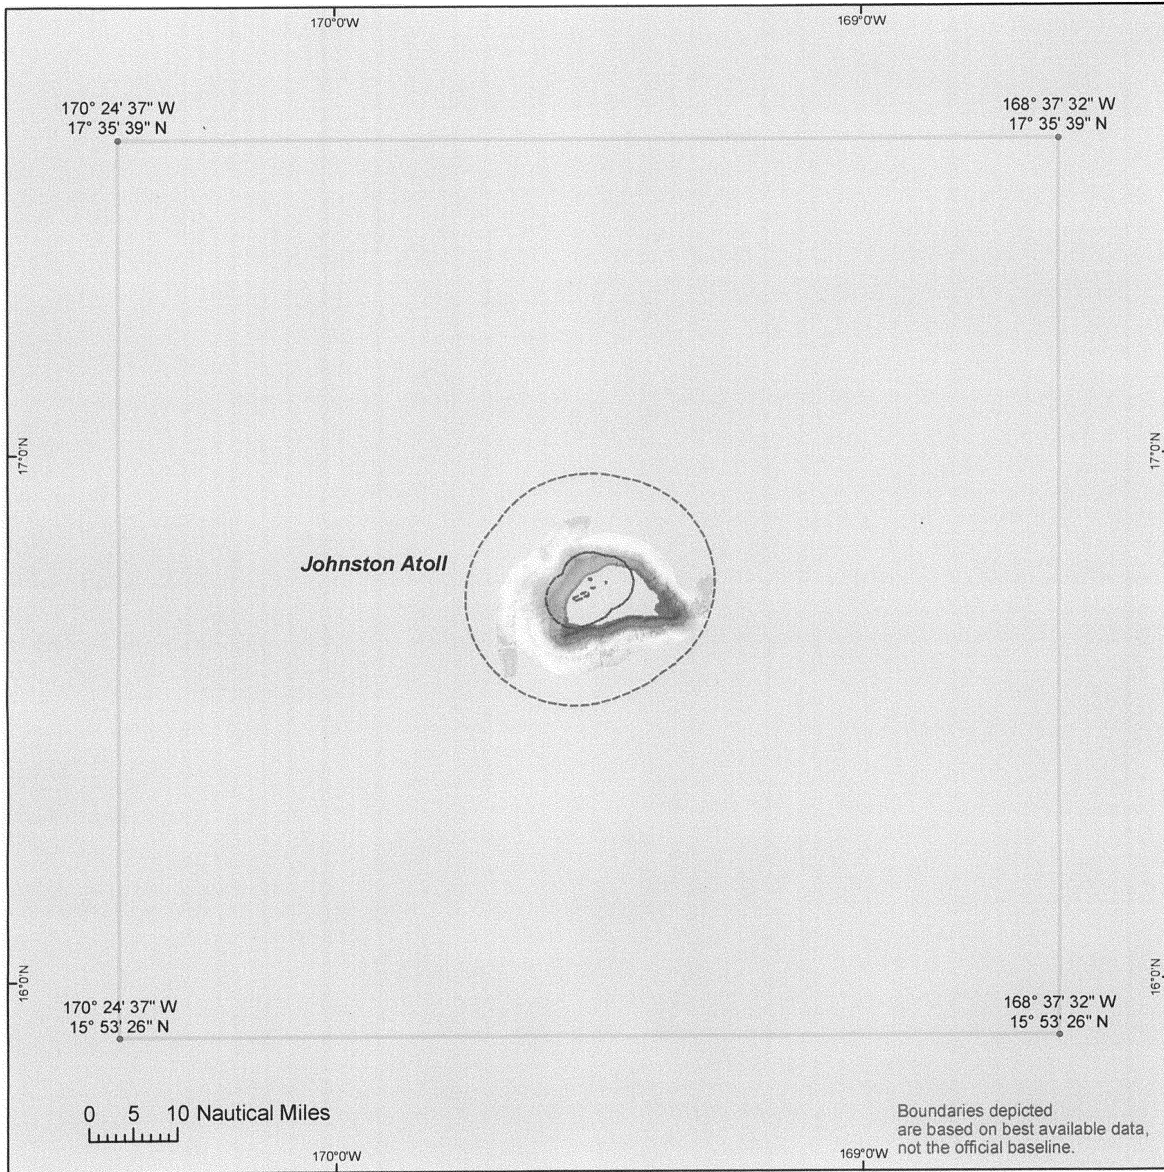 170°0'W
169°0'W
170° 24' 37" W
17° 35' 39" N
168° 37' 32" W
17° 35' 39" N
17°0'N
17°0'N
Johnston Atoll
16°0'N
16°0'N
170° 24' 37" W
15° 53' 26" N
168° 37' 32" W
15° 53' 26" N
0 5 10 Nautical Miles
Boundaries depicted
are based on best available data,
not the official baseline.
170°0'W
169°0'W